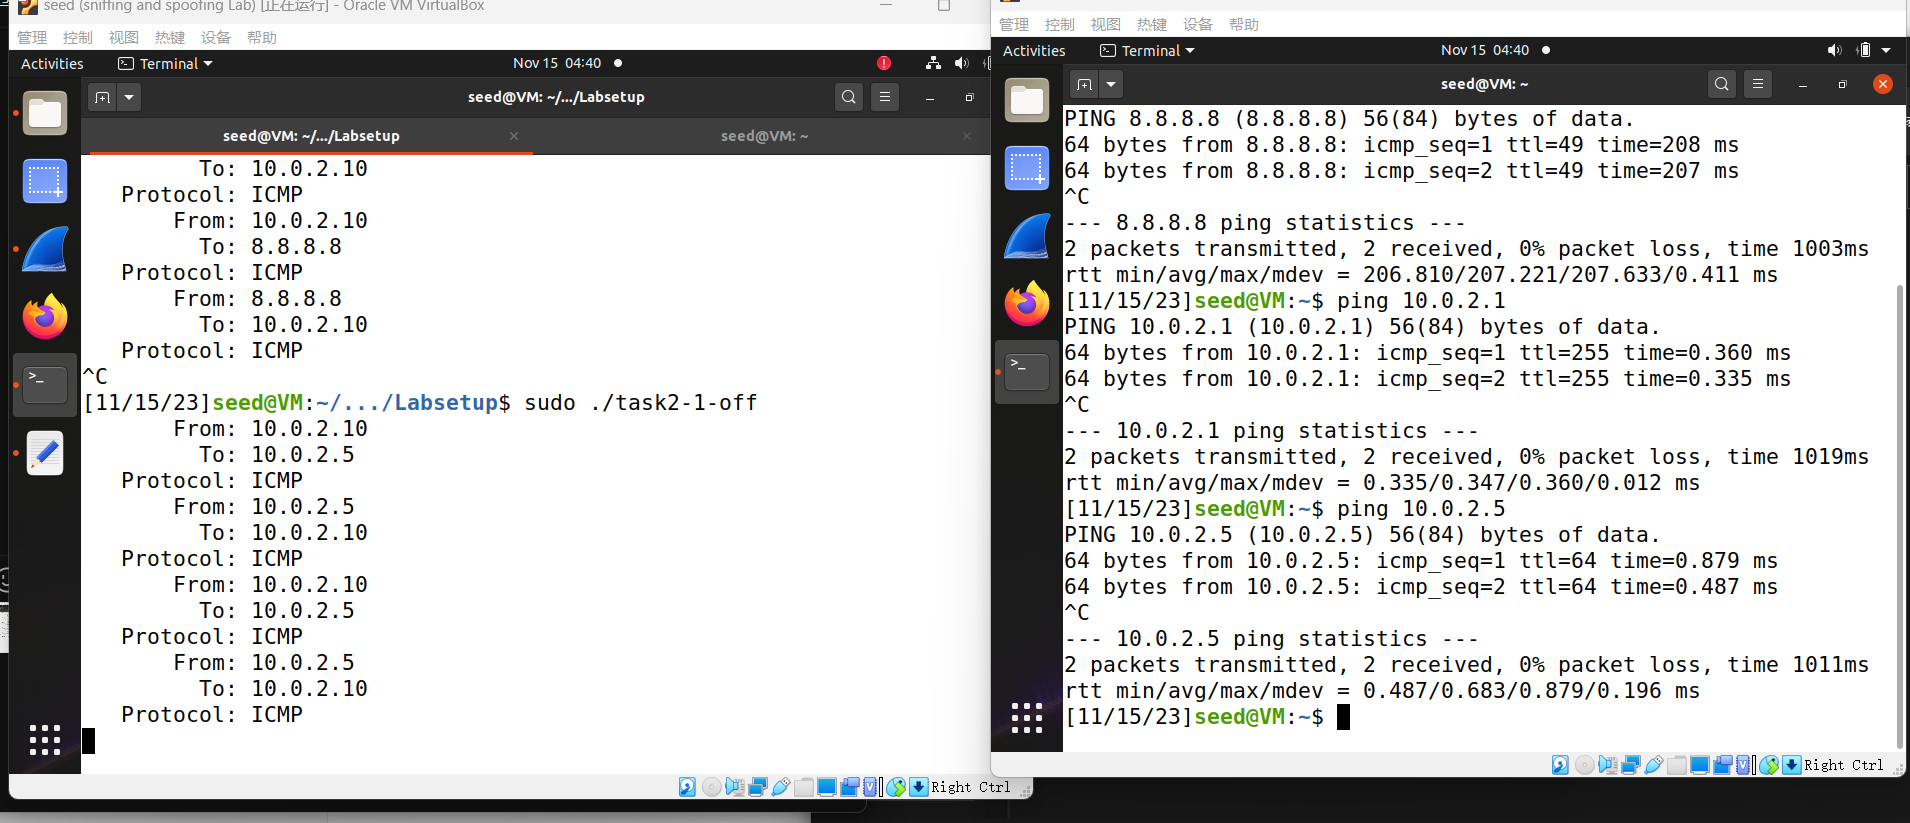 seed (sniffing and spoofing Lab) [正在运行] - Oracle VM VirtualBox
管理 控制 视图 热键 设备 帮助
Activities Terminal Nov 15 04:40
seed@VM: ~/.../Labsetup
seed@VM: ~/.../Labsetup × seed@VM: ~ ×
To: 10.0.2.10
Protocol: ICMP
From: 10.0.2.10
To: 8.8.8.8
Protocol: ICMP
From: 8.8.8.8
To: 10.0.2.10
Protocol: ICMP
^C
[11/15/23]seed@VM:~/.../Labsetup$ sudo ./task2-1-off
From: 10.0.2.10
To: 10.0.2.5
Protocol: ICMP
From: 10.0.2.5
To: 10.0.2.10
Protocol: ICMP
From: 10.0.2.10
To: 10.0.2.5
Protocol: ICMP
From: 10.0.2.5
To: 10.0.2.10
Protocol: ICMP
Right Ctrl
管理 控制 视图 热键 设备 帮助
Activities Terminal Nov 15 04:40
seed@VM: ~
PING 8.8.8.8 (8.8.8.8) 56(84) bytes of data.
64 bytes from 8.8.8.8: icmp_seq=1 ttl=49 time=208 ms
64 bytes from 8.8.8.8: icmp_seq=2 ttl=49 time=207 ms
^C
--- 8.8.8.8 ping statistics ---
2 packets transmitted, 2 received, 0% packet loss, time 1003ms
rtt min/avg/max/mdev = 206.810/207.221/207.633/0.411 ms
[11/15/23]seed@VM:~$ ping 10.0.2.1
PING 10.0.2.1 (10.0.2.1) 56(84) bytes of data.
64 bytes from 10.0.2.1: icmp_seq=1 ttl=255 time=0.360 ms
64 bytes from 10.0.2.1: icmp_seq=2 ttl=255 time=0.335 ms
^C
--- 10.0.2.1 ping statistics ---
2 packets transmitted, 2 received, 0% packet loss, time 1019ms
rtt min/avg/max/mdev = 0.335/0.347/0.360/0.012 ms
[11/15/23]seed@VM:~$ ping 10.0.2.5
PING 10.0.2.5 (10.0.2.5) 56(84) bytes of data.
64 bytes from 10.0.2.5: icmp_seq=1 ttl=64 time=0.879 ms
64 bytes from 10.0.2.5: icmp_seq=2 ttl=64 time=0.487 ms
^C
--- 10.0.2.5 ping statistics ---
2 packets transmitted, 2 received, 0% packet loss, time 1011ms
rtt min/avg/max/mdev = 0.487/0.683/0.879/0.196 ms
[11/15/23]seed@VM:~$
Right Ctrl